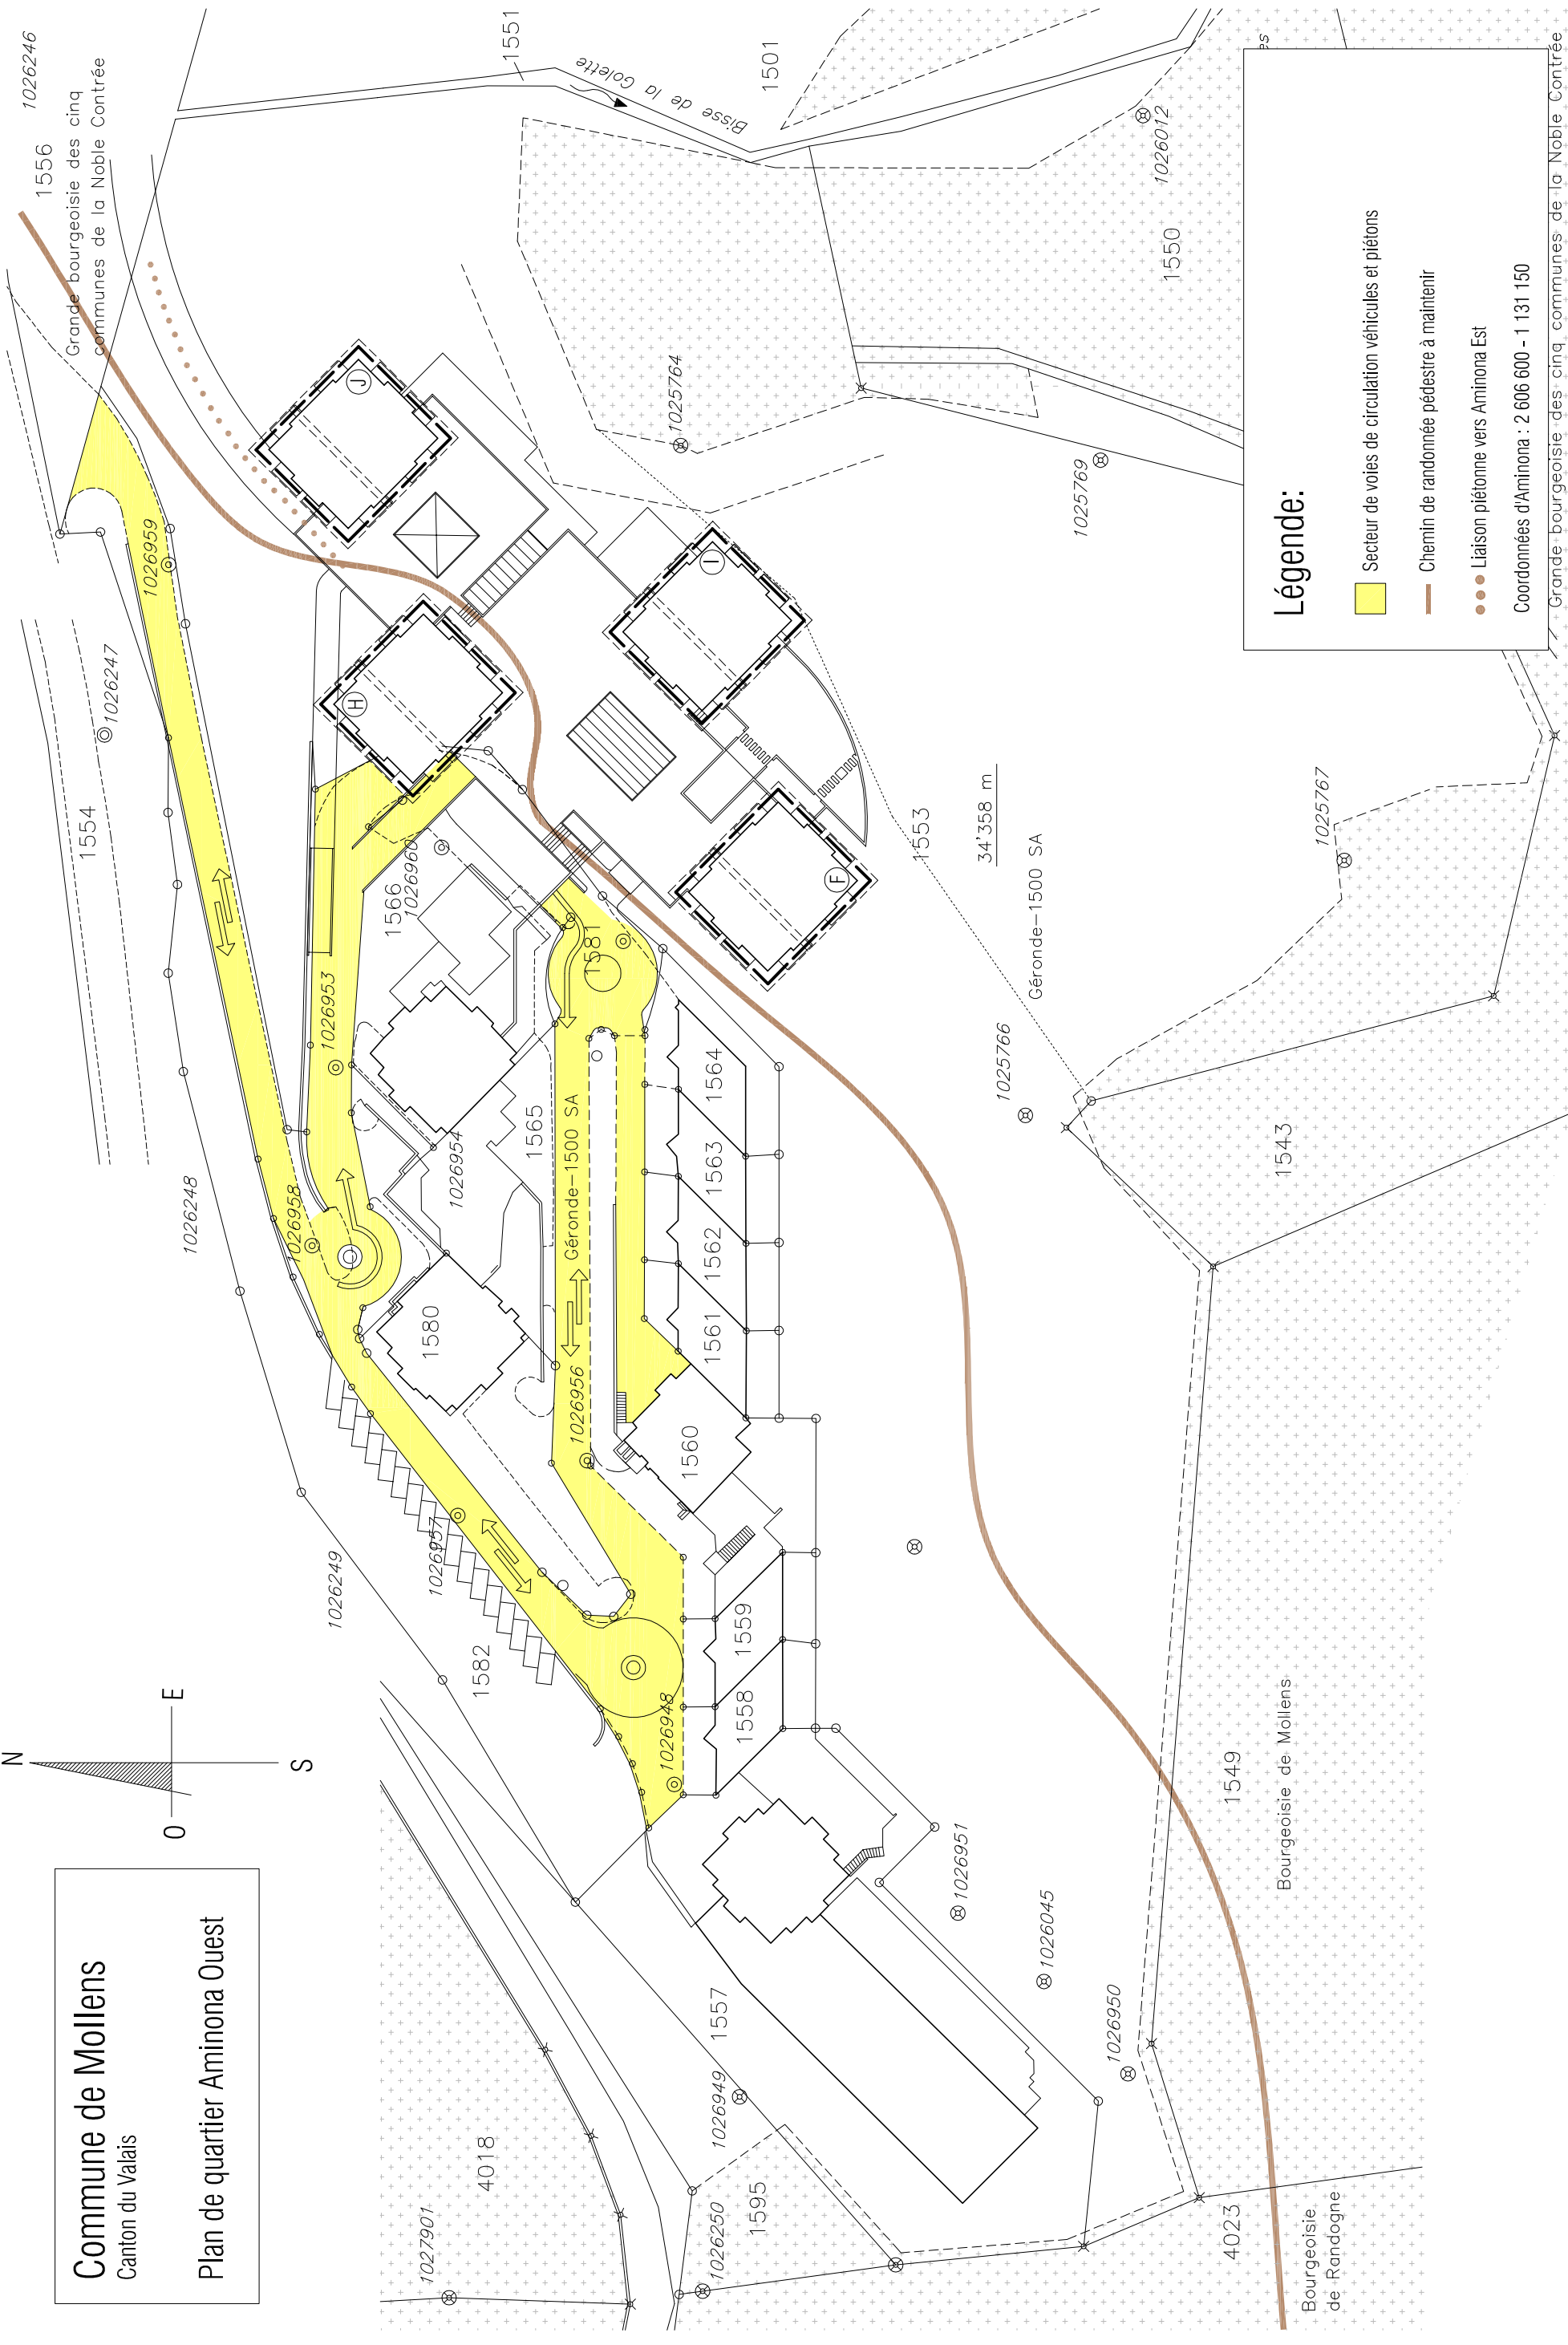 Commune de Mollens
Canton du Valais
Plan de quartier Aminona Ouest
N
O
E
S
1026246
1556
Grande bourgeoisie des cinq
communes de la Noble Contrée
1551
Bisse de la Golette
1501
1026012
1550
1025764
1025769
1026959
1026247
1554
J
H
I
F
1566
1026960
1026953
1581
1026248
1026958
1026954
1565
Géronde-1500 SA
1564
1563
1562
1561
1560
1580
1026956
1026957
1026249
1582
1559
1558
1026948
1553
34'358 m
Géronde-1500 SA
1025767
1025766
1543
1549
Bourgeoisie de Mollens
1026951
1026045
1026950
1557
1026949
4018
1027901
1026250
1595
4023
Bourgeoisie
de Randogne
es
Légende:
Secteur de voies de circulation véhicules et piétons
Chemin de randonnée pédestre à maintenir
Liaison piétonne vers Aminona Est
Coordonnées d'Aminona : 2 606 600 - 1 131 150
Grande bourgeoisie des cinq communes de la Noble Contrée